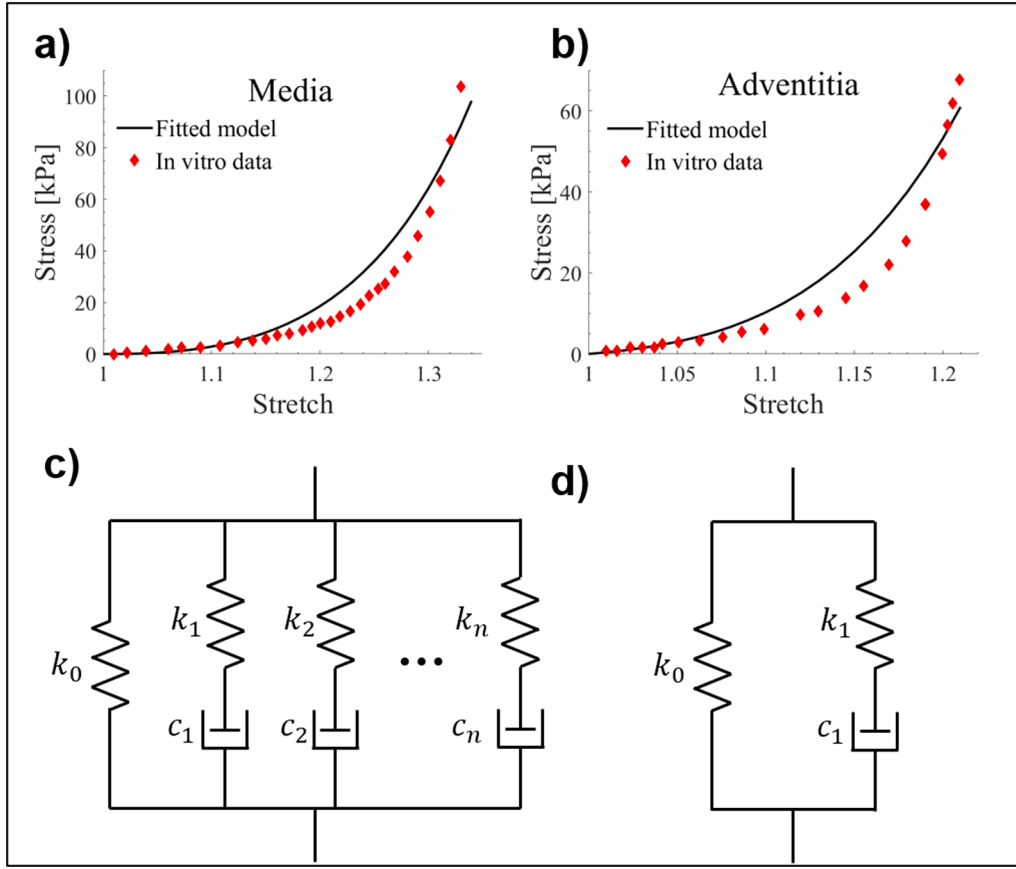 a)
Media
Fitted model
In vitro data
Stress [kPa]
100
80
60
40
20
0
1
1.1
1.2
1.3
Stretch
b)
Adventitia
Fitted model
In vitro data
Stress [kPa]
60
40
20
0
1
1.05
1.1
1.15
1.2
Stretch
c)
k₀
k₁
k₂
kₙ
...
c₁
c₂
cₙ
d)
k₀
k₁
c₁